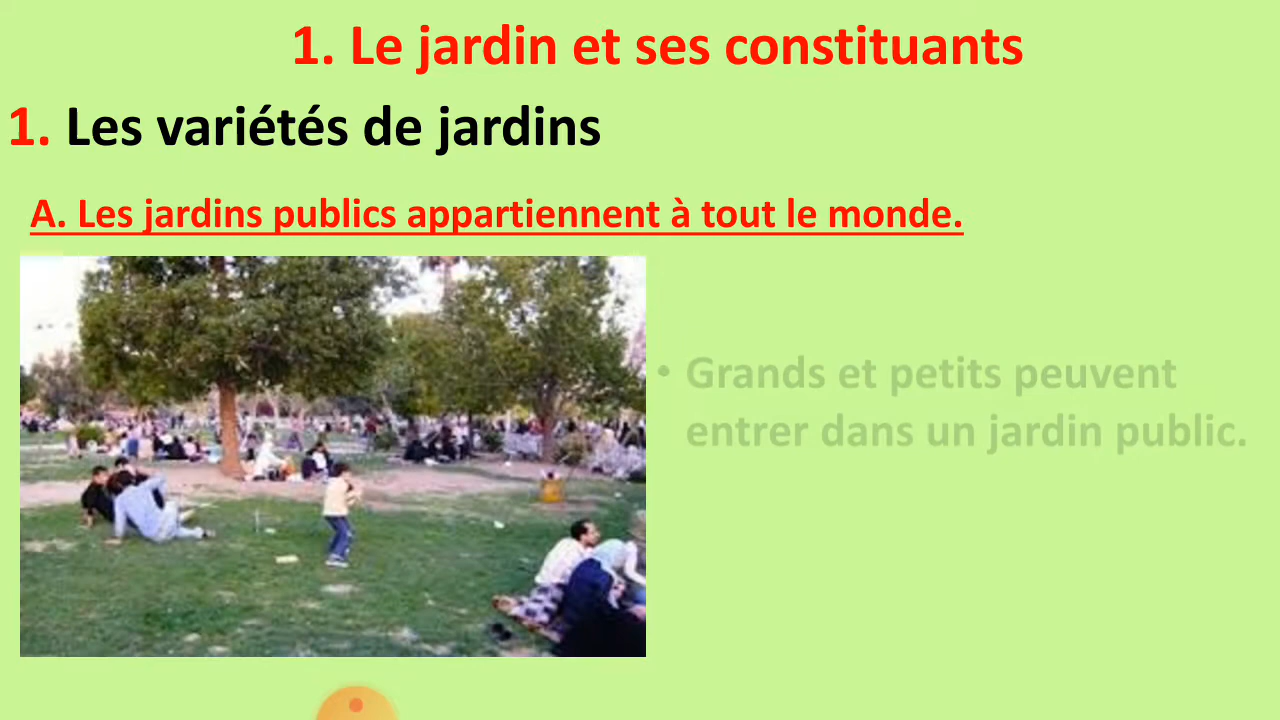 1. Le jardin et ses constituants
1. Les variétés de jardins
A. Les jardins publics appartiennent à tout le monde.
• Grands et petits peuvent
entrer dans un jardin public.